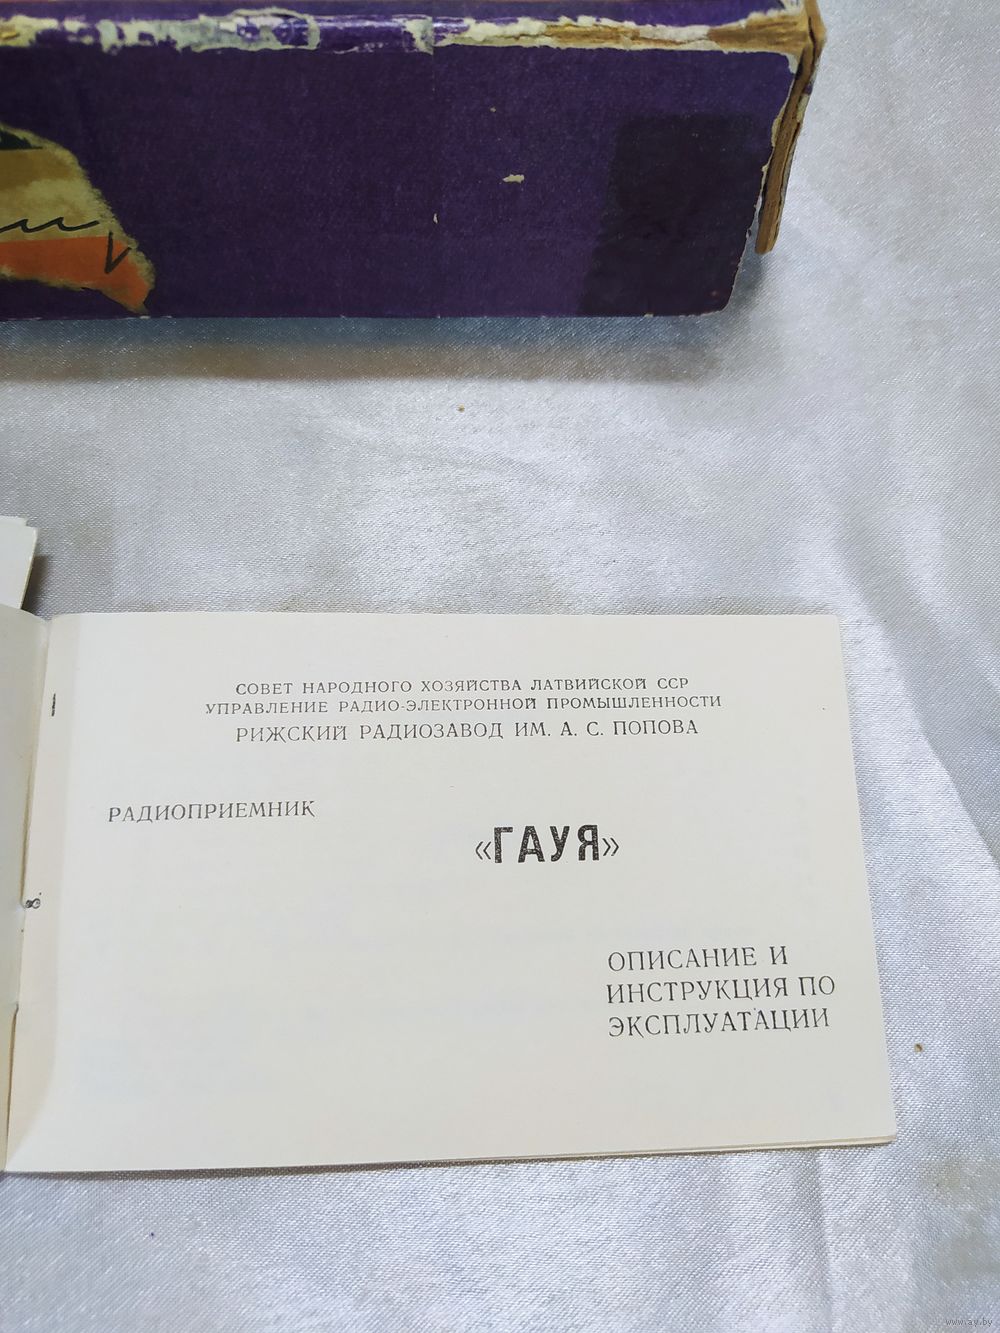 СОВЕТ НАРОДНОГО ХОЗЯЙСТВА ЛАТВИЙСКОЙ ССР
УПРАВЛЕНИЕ РАДИО-ЭЛЕКТРОННОЙ ПРОМЫШЛЕННОСТИ
РИЖСКИЙ РАДИОЗАВОД ИМ. А. С. ПОПОВА
РАДИОПРИЕМНИК
«ГАУЯ»
ОПИСАНИЕ И
ИНСТРУКЦИЯ ПО
ЭКСПЛУАТАЦИИ
www.ay.by